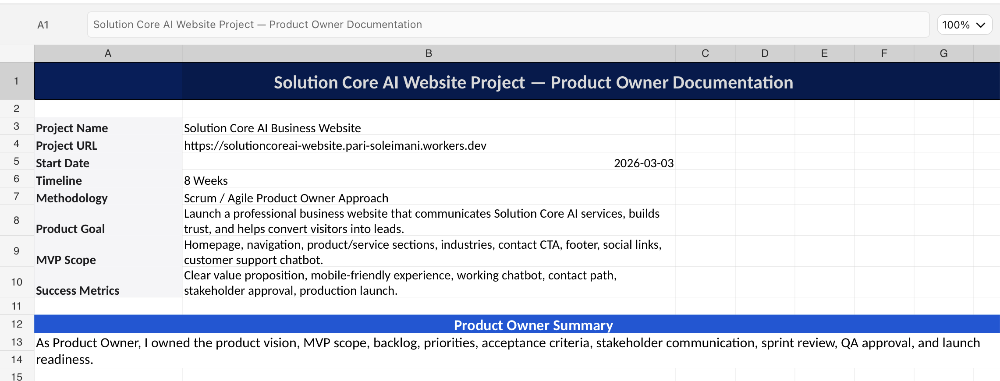 A1
Solution Core AI Website Project — Product Owner Documentation
100%
A B C D E F G
1 Solution Core AI Website Project — Product Owner Documentation
2
3 Project Name Solution Core AI Business Website
4 Project URL https://solutioncoreai-website.pari-soleimani.workers.dev
5 Start Date 2026-03-03
6 Timeline 8 Weeks
7 Methodology Scrum / Agile Product Owner Approach
8 Product Goal Launch a professional business website that communicates Solution Core AI services, builds
trust, and helps convert visitors into leads.
9 MVP Scope Homepage, navigation, product/service sections, industries, contact CTA, footer, social links,
customer support chatbot.
10 Success Metrics Clear value proposition, mobile-friendly experience, working chatbot, contact path,
stakeholder approval, production launch.
11
12 Product Owner Summary
13 As Product Owner, I owned the product vision, MVP scope, backlog, priorities, acceptance criteria, stakeholder communication, sprint review, QA approval, and launch
14 readiness.
15